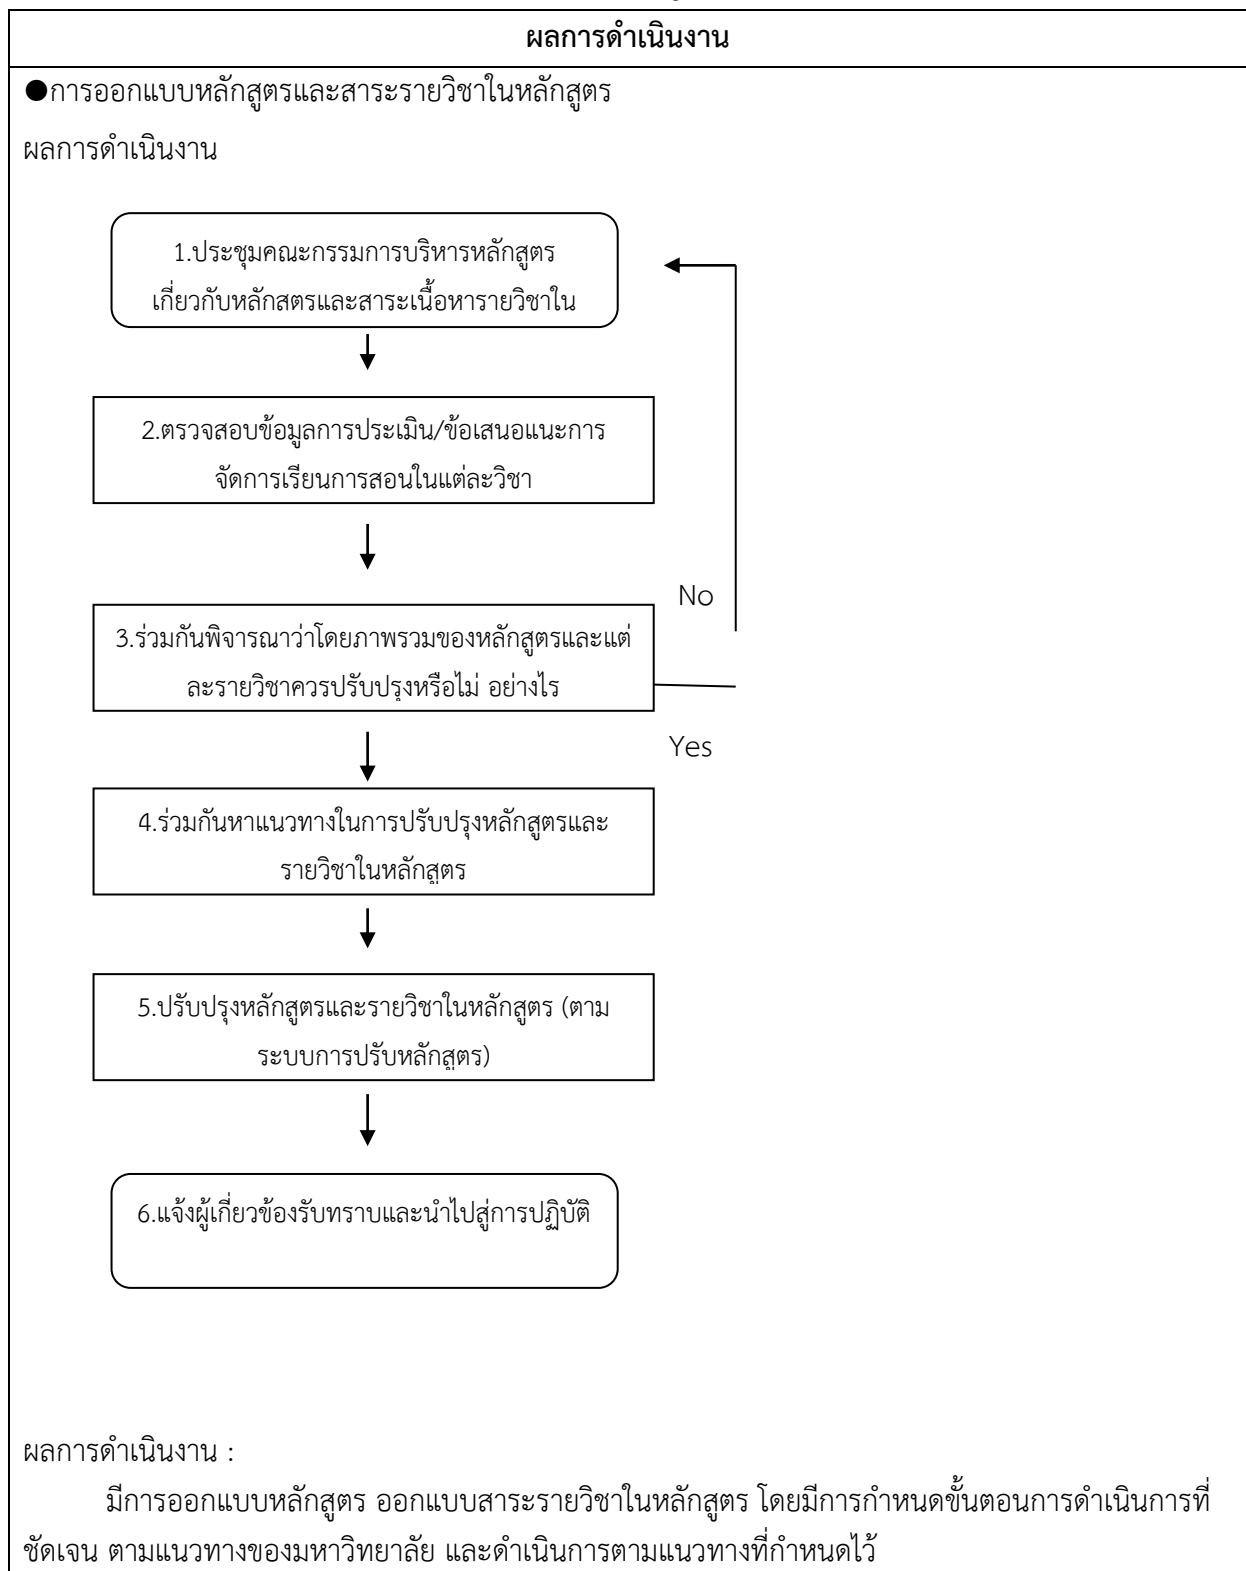 ผลการดำเนินงาน
●การออกแบบหลักสูตรและสาระรายวิชาในหลักสูตร
ผลการดำเนินงาน
1.ประชุมคณะกรรมการบริหารหลักสูตร
เกี่ยวกับหลักสตรและสาระเนื้อหารายวิชาใน
2.ตรวจสอบข้อมูลการประเมิน/ข้อเสนอแนะการ
จัดการเรียนการสอนในแต่ละวิชา
No
3.ร่วมกันพิจารณาว่าโดยภาพรวมของหลักสูตรและแต่
ละรายวิชาควรปรับปรุงหรือไม่ อย่างไร
Yes
4.ร่วมกันหาแนวทางในการปรับปรุงหลักสูตรและ
รายวิชาในหลักสูตร
5.ปรับปรุงหลักสูตรและรายวิชาในหลักสูตร (ตาม
ระบบการปรับหลักสูตร)
6.แจ้งผู้เกี่ยวข้องรับทราบและนำไปสู่การปฏิบัติ
ผลการดำเนินงาน :
มีการออกแบบหลักสูตร ออกแบบสาระรายวิชาในหลักสูตร โดยมีการกำหนดขั้นตอนการดำเนินการที่
ชัดเจน ตามแนวทางของมหาวิทยาลัย และดำเนินการตามแนวทางที่กำหนดไว้